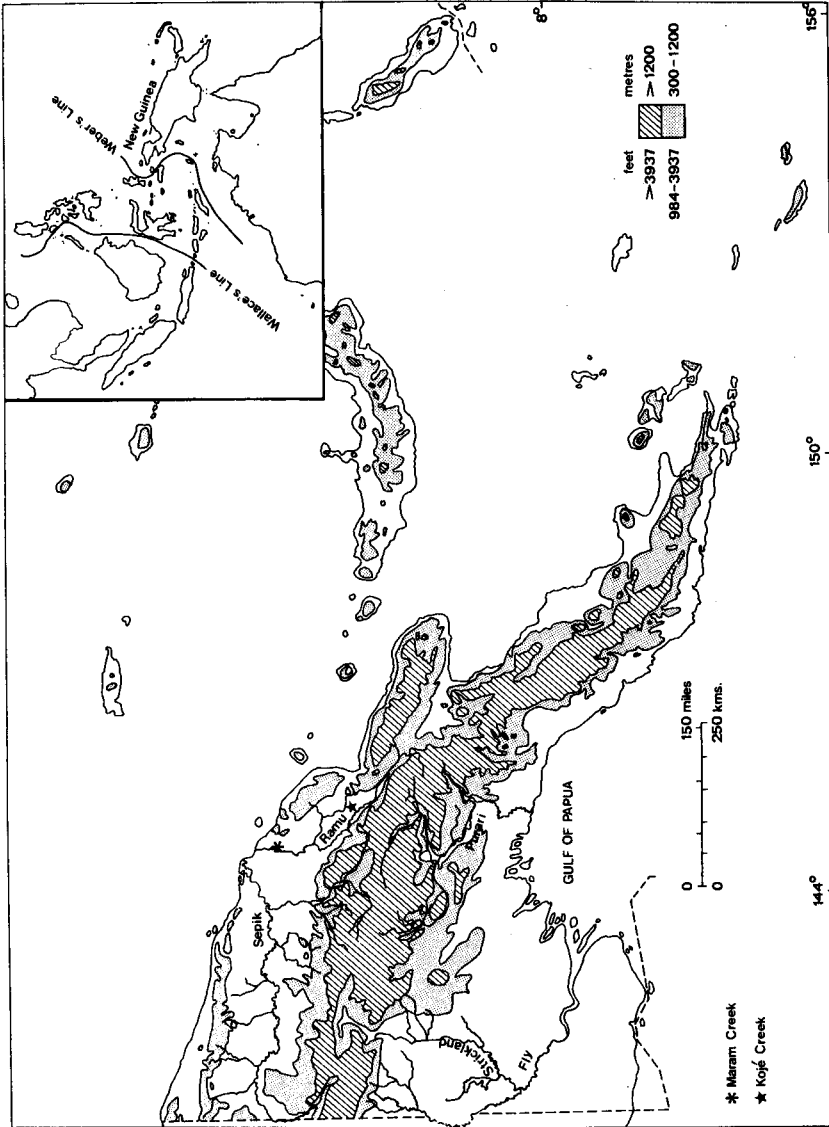 Weber's Line
New Guinea
Wallace's Line
8°
156°
feet metres
>3937 >1200
984–3937 300–1200
150°
Sepik
Ramu
Purari
Strickland
Fly
GULF OF PAPUA
150 miles
250 kms.
0
0
144°
* Maram Creek
★ Kojé Creek